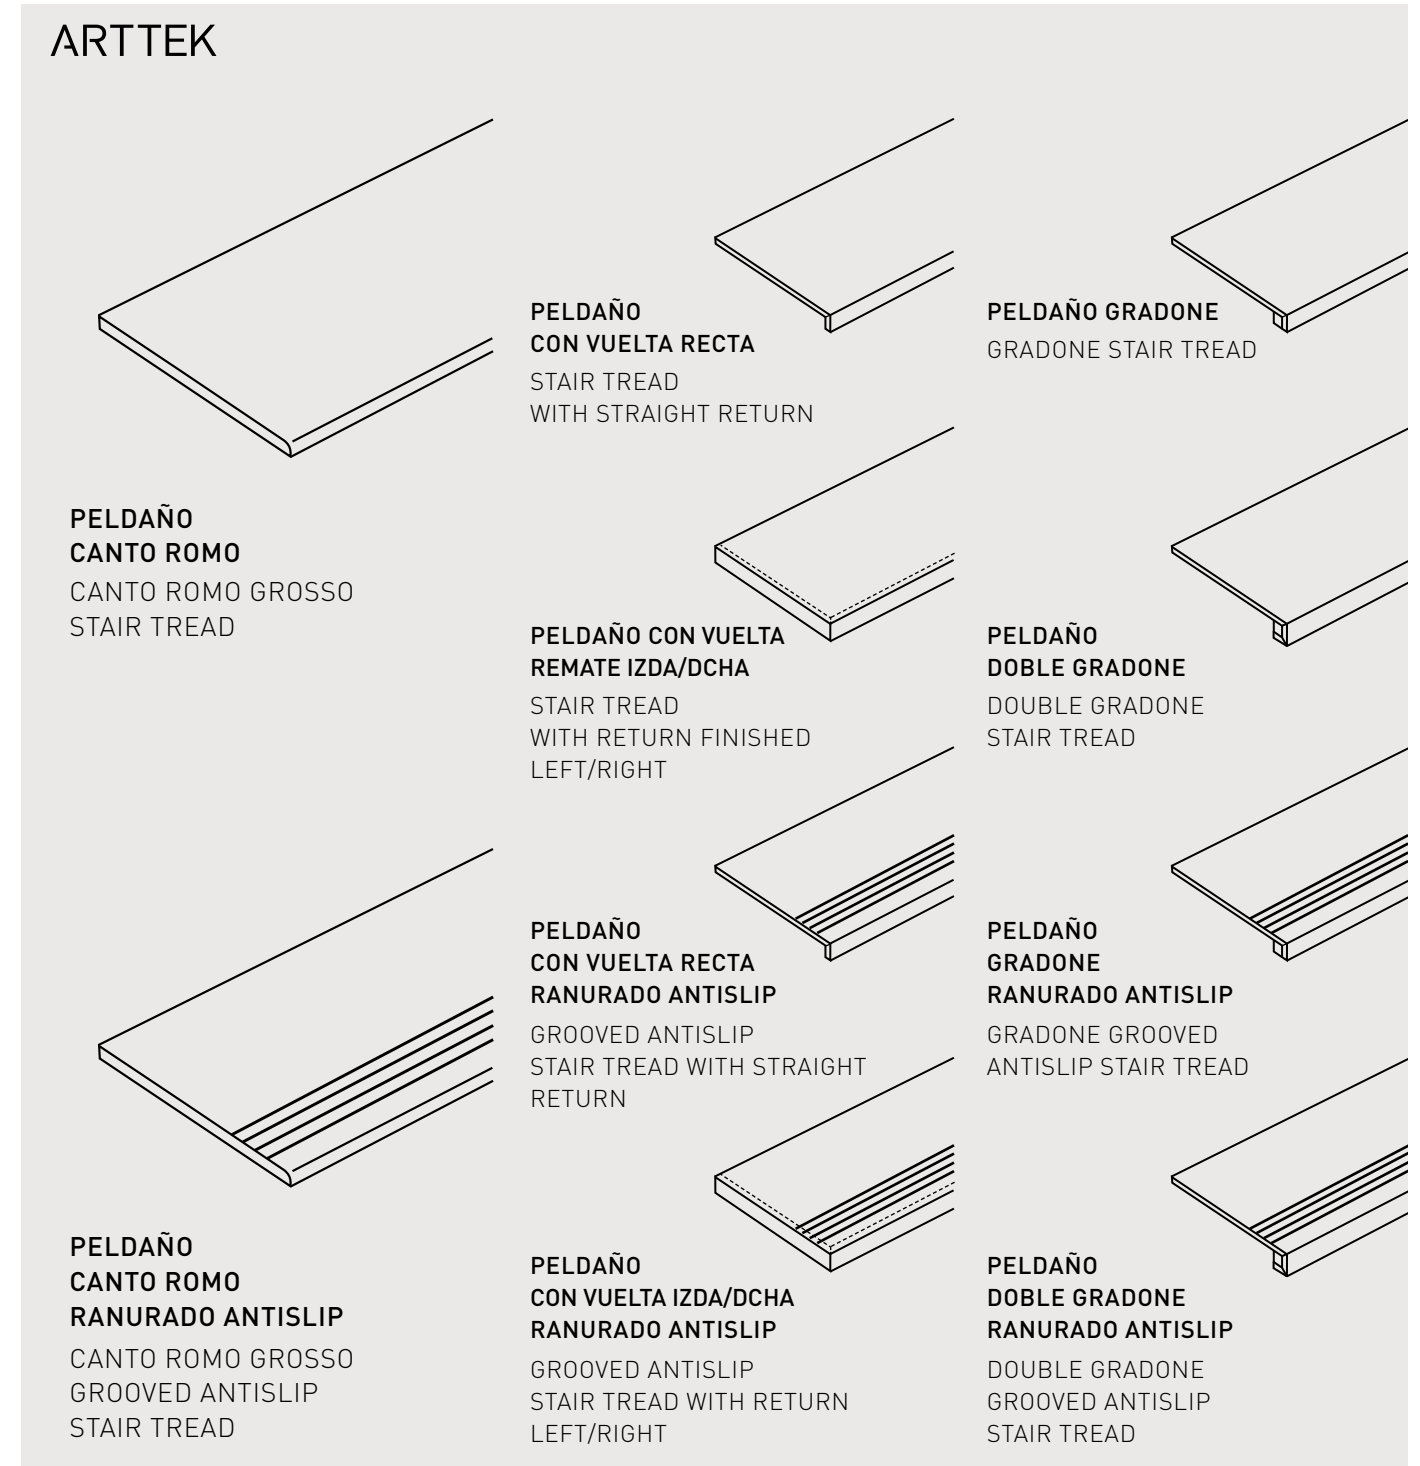 ARTTEK
PELDAÑO
CANTO ROMO
CANTO ROMO GROSSO
STAIR TREAD
PELDAÑO
CANTO ROMO
RANURADO ANTISLIP
CANTO ROMO GROSSO
GROOVED ANTISLIP
STAIR TREAD
PELDAÑO
CON VUELTA RECTA
STAIR TREAD
WITH STRAIGHT RETURN
PELDAÑO CON VUELTA
REMATE IZDA/DCHA
STAIR TREAD
WITH RETURN FINISHED
LEFT/RIGHT
PELDAÑO
CON VUELTA RECTA
RANURADO ANTISLIP
GROOVED ANTISLIP
STAIR TREAD WITH STRAIGHT
RETURN
PELDAÑO
CON VUELTA IZDA/DCHA
RANURADO ANTISLIP
GROOVED ANTISLIP
STAIR TREAD WITH RETURN
LEFT/RIGHT
PELDAÑO GRADONE
GRADONE STAIR TREAD
PELDAÑO
DOBLE GRADONE
DOUBLE GRADONE
STAIR TREAD
PELDAÑO
GRADONE
RANURADO ANTISLIP
GRADONE GROOVED
ANTISLIP STAIR TREAD
PELDAÑO
DOBLE GRADONE
RANURADO ANTISLIP
DOUBLE GRADONE
GROOVED ANTISLIP
STAIR TREAD